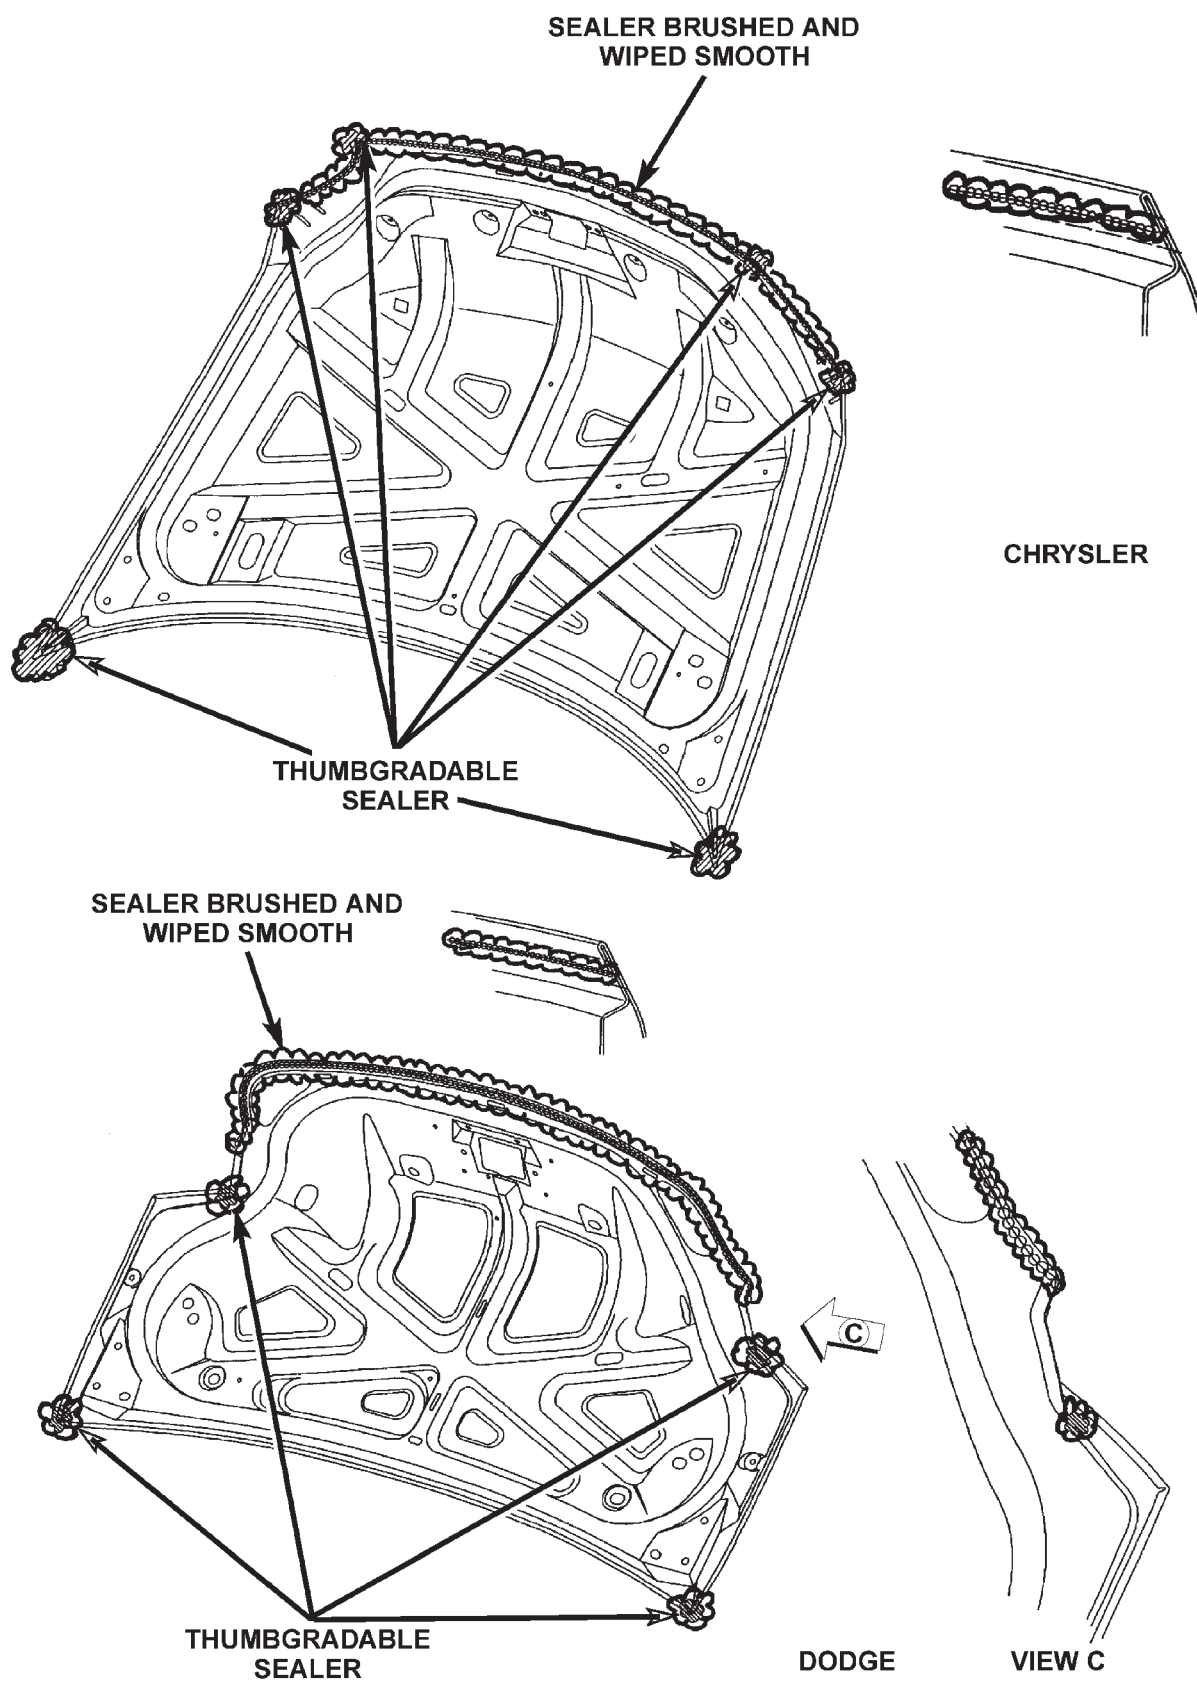 SEALER BRUSHED AND
WIPED SMOOTH
CHRYSLER
THUMBGRADABLE
SEALER
SEALER BRUSHED AND
WIPED SMOOTH
C
THUMBGRADABLE
SEALER
DODGE
VIEW C